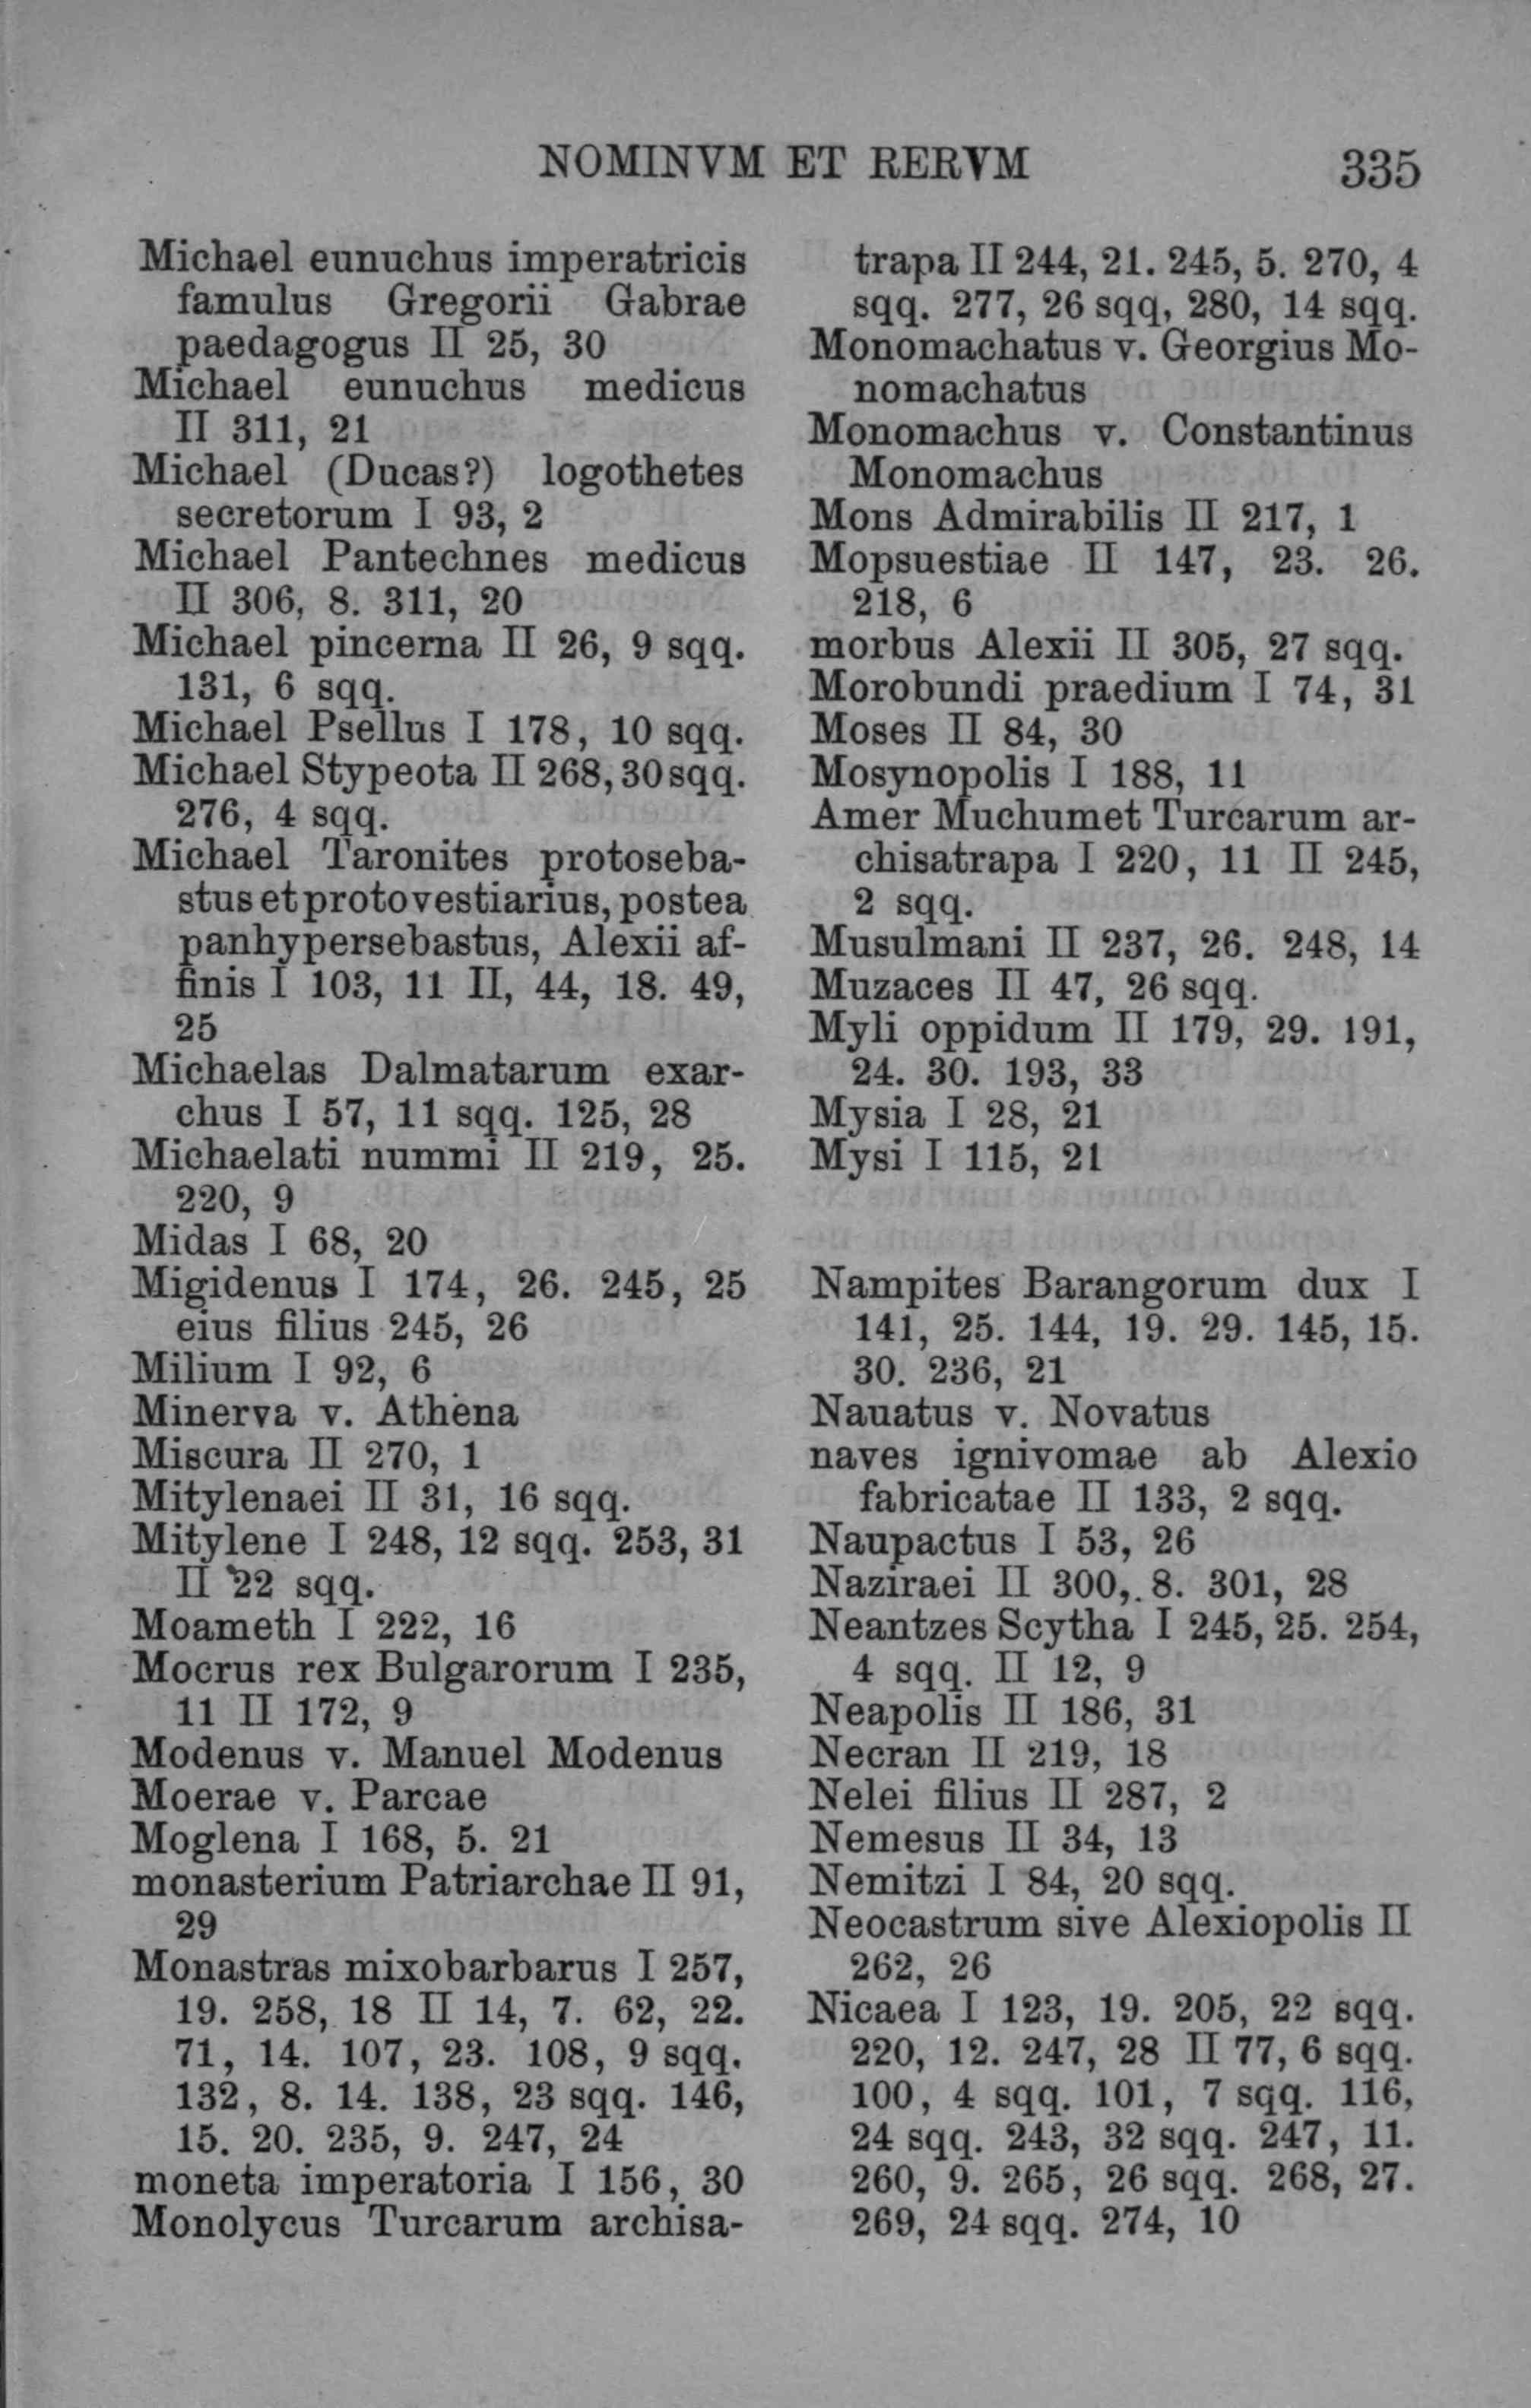 NOMINVM ET RERVM 335
Michael eunuchus imperatricis
famulus Gregorii Gabrae
paedagogus II 25, 30
Michael eunuchus medicus
II 311, 21
Michael (Ducas?) logothetes
secretorum I 93, 2
Michael Pantechnes medicus
II 306, 8. 311, 20
Michael pincerna II 26, 9 sqq.
131, 6 sqq.
Michael Psellus I 178, 10 sqq.
Michael Stypeota II 268, 30 sqq.
276, 4 sqq.
Michael Taronites protoseba-
stus et protovestiarius, postea
panhypersebastus, Alexii af-
finis I 103, 11 II, 44, 18. 49,
25
Michaelas Dalmatarum exar-
chus I 57, 11 sqq. 125, 28
Michaelati nummi II 219, 25.
220, 9
Midas I 68, 20
Migidenus I 174, 26. 245, 25
eius filius 245, 26
Milium I 92, 6
Minerva v. Athena
Miscura II 270, 1
Mitylenaei II 31, 16 sqq.
Mitylene I 248, 12 sqq. 253, 31
II 22 sqq.
Moameth I 222, 16
Mocrus rex Bulgarorum I 235,
11 II 172, 9
Modenus v. Manuel Modenus
Moerae v. Parcae
Moglena I 168, 5. 21
monasterium Patriarchae II 91,
29
Monastras mixobarbarus I 257,
19. 258, 18 II 14, 7. 62, 22.
71, 14. 107, 23. 108, 9 sqq.
132, 8. 14. 138, 23 sqq. 146,
15. 20. 235, 9. 247, 24
moneta imperatoria I 156, 30
Monolycus Turcarum archisa-
trapa II 244, 21. 245, 5. 270, 4
sqq. 277, 26 sqq, 280, 14 sqq.
Monomachatus v. Georgius Mo-
nomachatus
Monomachus v. Constantinus
Monomachus
Mons Admirabilis II 217, 1
Mopsuestiae II 147, 23. 26.
218, 6
morbus Alexii II 305, 27 sqq.
Morobundi praedium I 74, 31
Moses II 84, 30
Mosynopolis I 188, 11
Amer Muchumet Turcarum ar-
chisatrapa I 220, 11 II 245,
2 sqq.
Musulmani II 237, 26. 248, 14
Muzaces II 47, 26 sqq.
Myli oppidum II 179, 29. 191,
24. 30. 193, 33
Mysia I 28, 21
Mysi I 115, 21
Nampites Barangorum dux I
141, 25. 144, 19. 29. 145, 15.
30. 236, 21
Nauatus v. Novatus
naves ignivomae ab Alexio
fabricatae II 133, 2 sqq.
Naupactus I 53, 26
Naziraei II 300, 8. 301, 28
Neantzes Scytha I 245, 25. 254,
4 sqq. II 12, 9
Neapolis II 186, 31
Necran II 219, 18
Nelei filius II 287, 2
Nemesus II 34, 13
Nemitzi I 84, 20 sqq.
Neocastrum sive Alexiopolis II
262, 26
Nicaea I 123, 19. 205, 22 sqq.
220, 12. 247, 28 II 77, 6 sqq.
100, 4 sqq. 101, 7 sqq. 116,
24 sqq. 243, 32 sqq. 247, 11.
260, 9. 265, 26 sqq. 268, 27.
269, 24 sqq. 274, 10